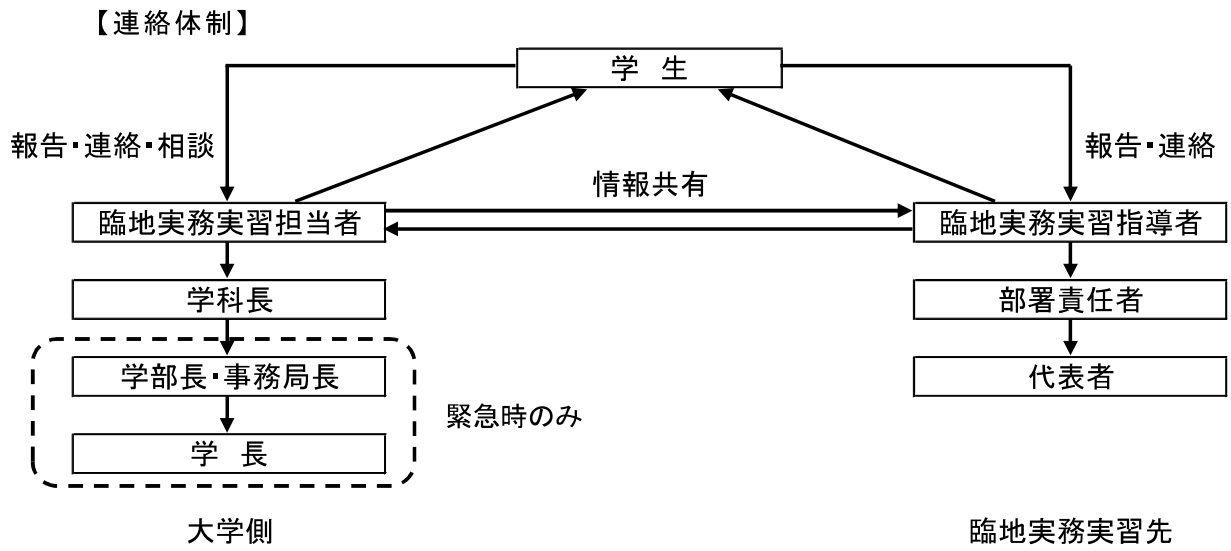 【連絡体制】
学 生
報告・連絡・相談
報告・連絡
情報共有
臨地実務実習担当者
臨地実務実習指導者
学科長
部署責任者
学部長・事務局長
代表者
緊急時のみ
学 長
大学側
臨地実務実習先